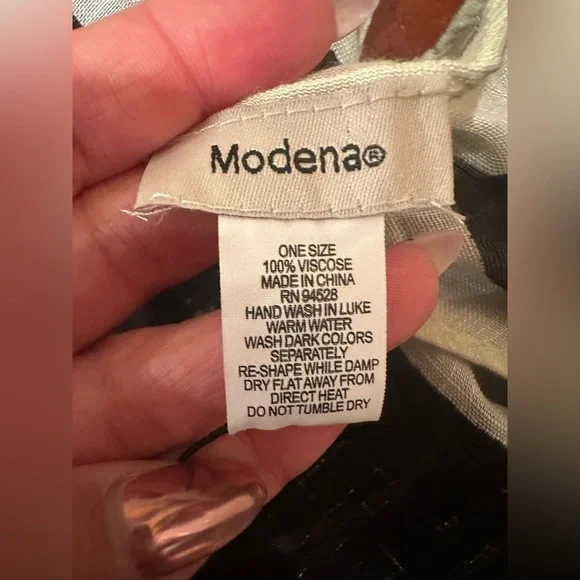 Modena®
ONE SIZE
100% VISCOSE
MADE IN CHINA
RN 94528
HAND WASH IN LUKE
WARM WATER
WASH DARK COLORS
SEPARATELY
RE-SHAPE WHILE DAMP
DRY FLAT AWAY FROM
DIRECT HEAT
DO NOT TUMBLE DRY